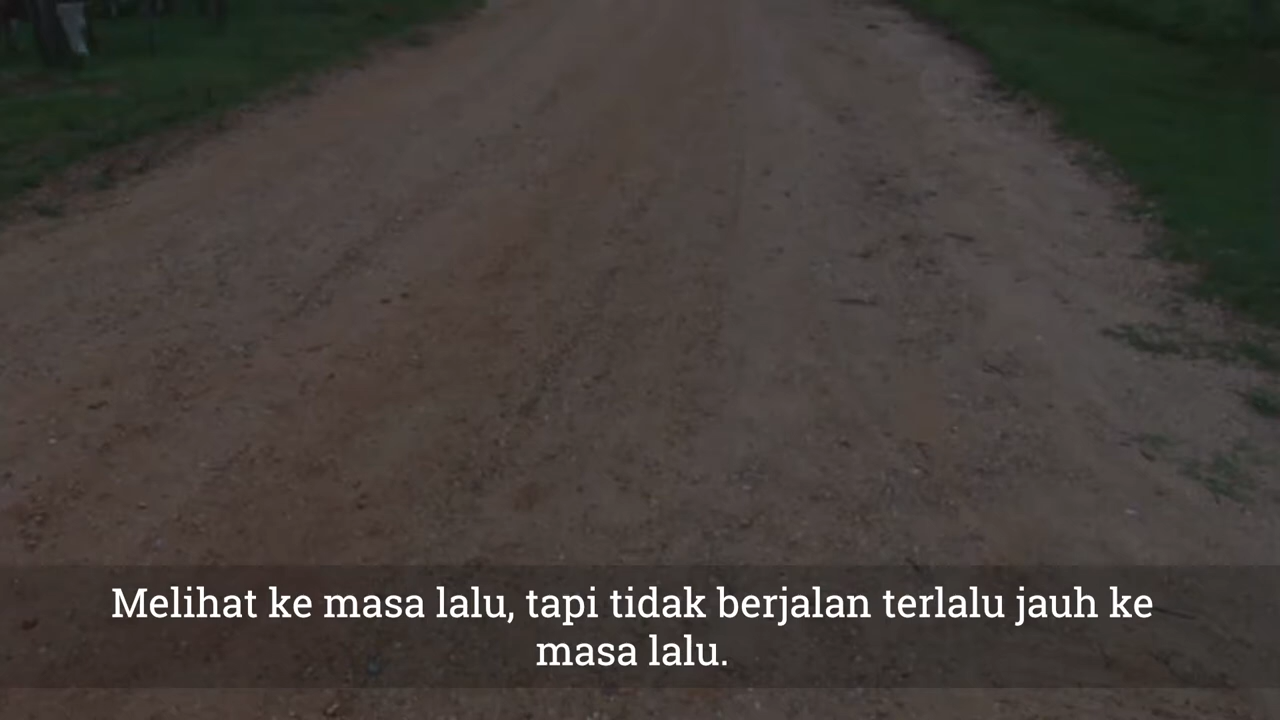 Melihat ke masa lalu, tapi tidak berjalan terlalu jauh ke
masa lalu.